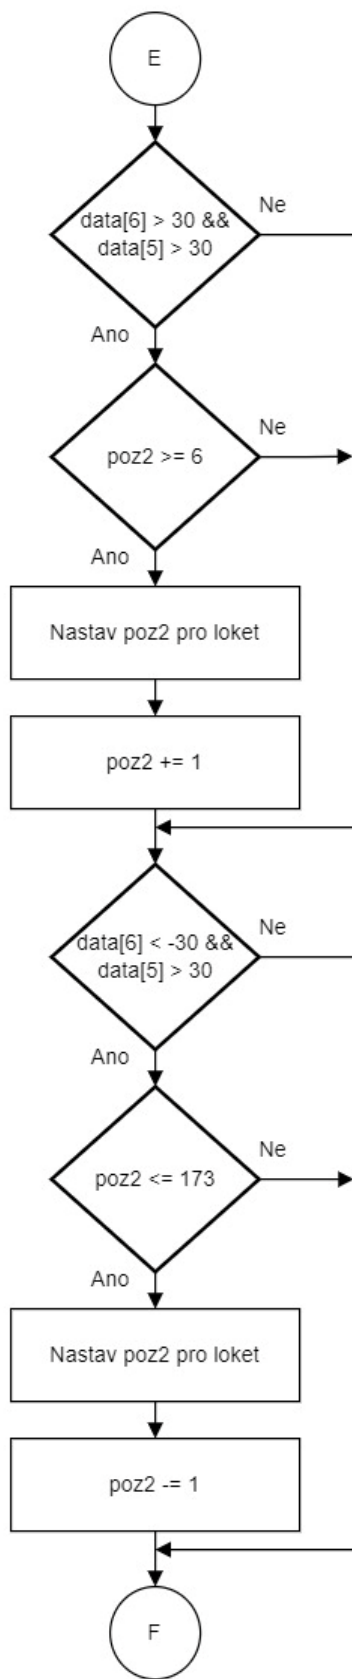 E
data[6] > 30 &&
data[5] > 30
Ne
Ano
poz2 >= 6
Ne
Ano
Nastav poz2 pro loket
poz2 += 1
data[6] < -30 &&
data[5] > 30
Ne
Ano
poz2 <= 173
Ne
Ano
Nastav poz2 pro loket
poz2 -= 1
F